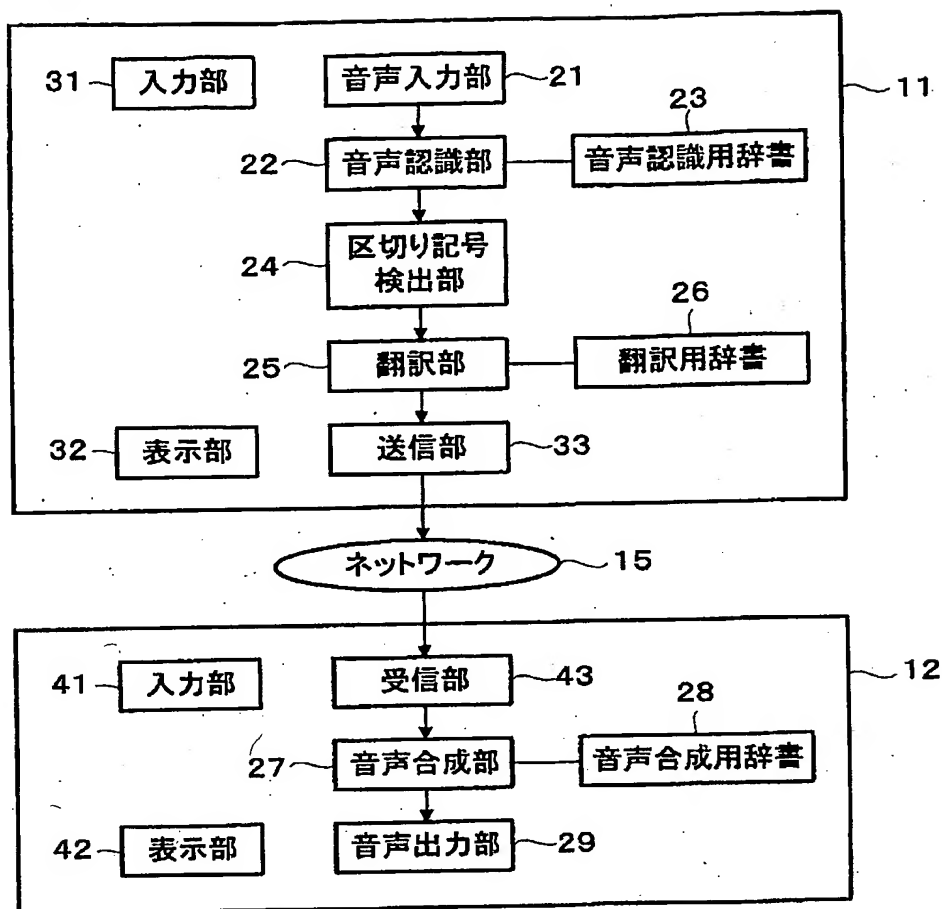 31 入力部
音声入力部 21
11
22 音声認識部
23
音声認識用辞書
24 区切り記号
検出部
25 翻訳部
26
翻訳用辞書
32 表示部
送信部 33
ネットワーク 15
12
41 入力部
受信部 43
27 音声合成部
28
音声合成用辞書
42 表示部
音声出力部 29